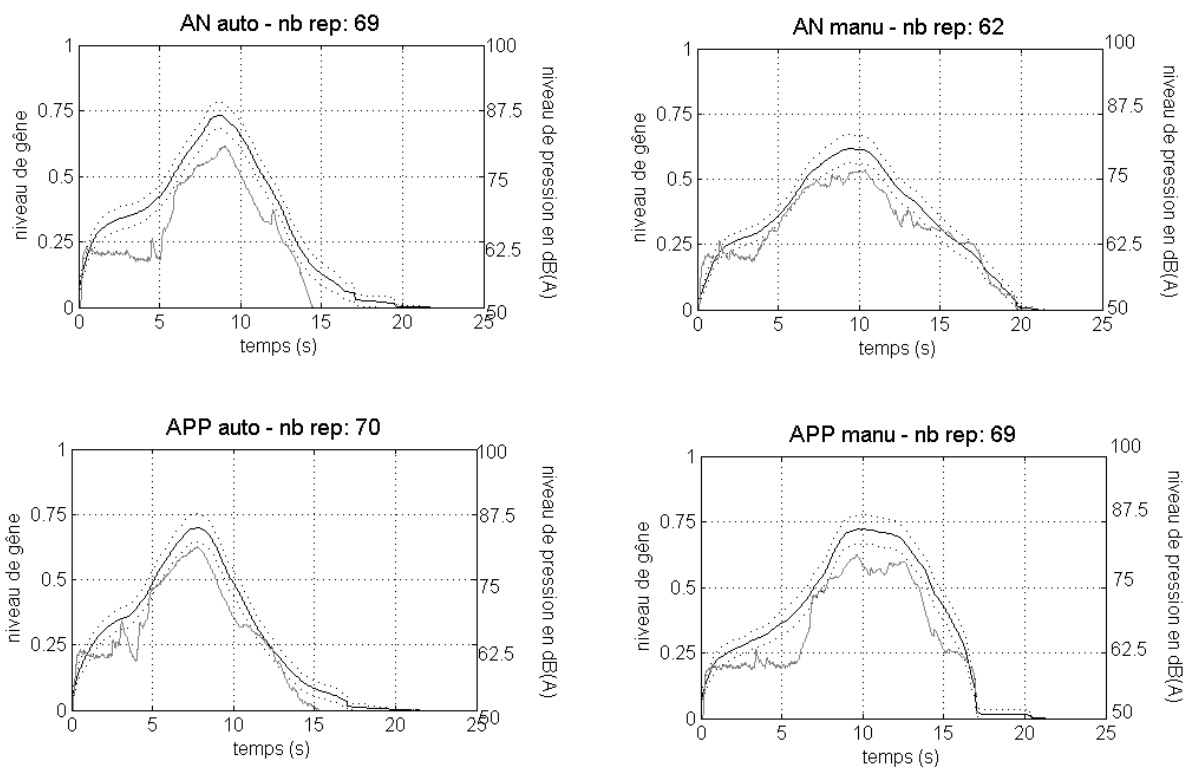 AN auto - nb rep: 69
1
0.75
0.5
0.25
0
niveau de gêne
100
87.5
75
62.5
50
niveau de pression en dB(A)
0 5 10 15 20 25
temps (s)
AN manu - nb rep: 62
1
0.75
0.5
0.25
0
niveau de gêne
100
87.5
75
62.5
50
niveau de pression en dB(A)
0 5 10 15 20 25
temps (s)
APP auto - nb rep: 70
1
0.75
0.5
0.25
0
niveau de gêne
100
87.5
75
62.5
50
niveau de pression en dB(A)
0 5 10 15 20 25
temps (s)
APP manu - nb rep: 69
1
0.75
0.5
0.25
0
niveau de gêne
100
87.5
75
62.5
50
niveau de pression en dB(A)
0 5 10 15 20 25
temps (s)